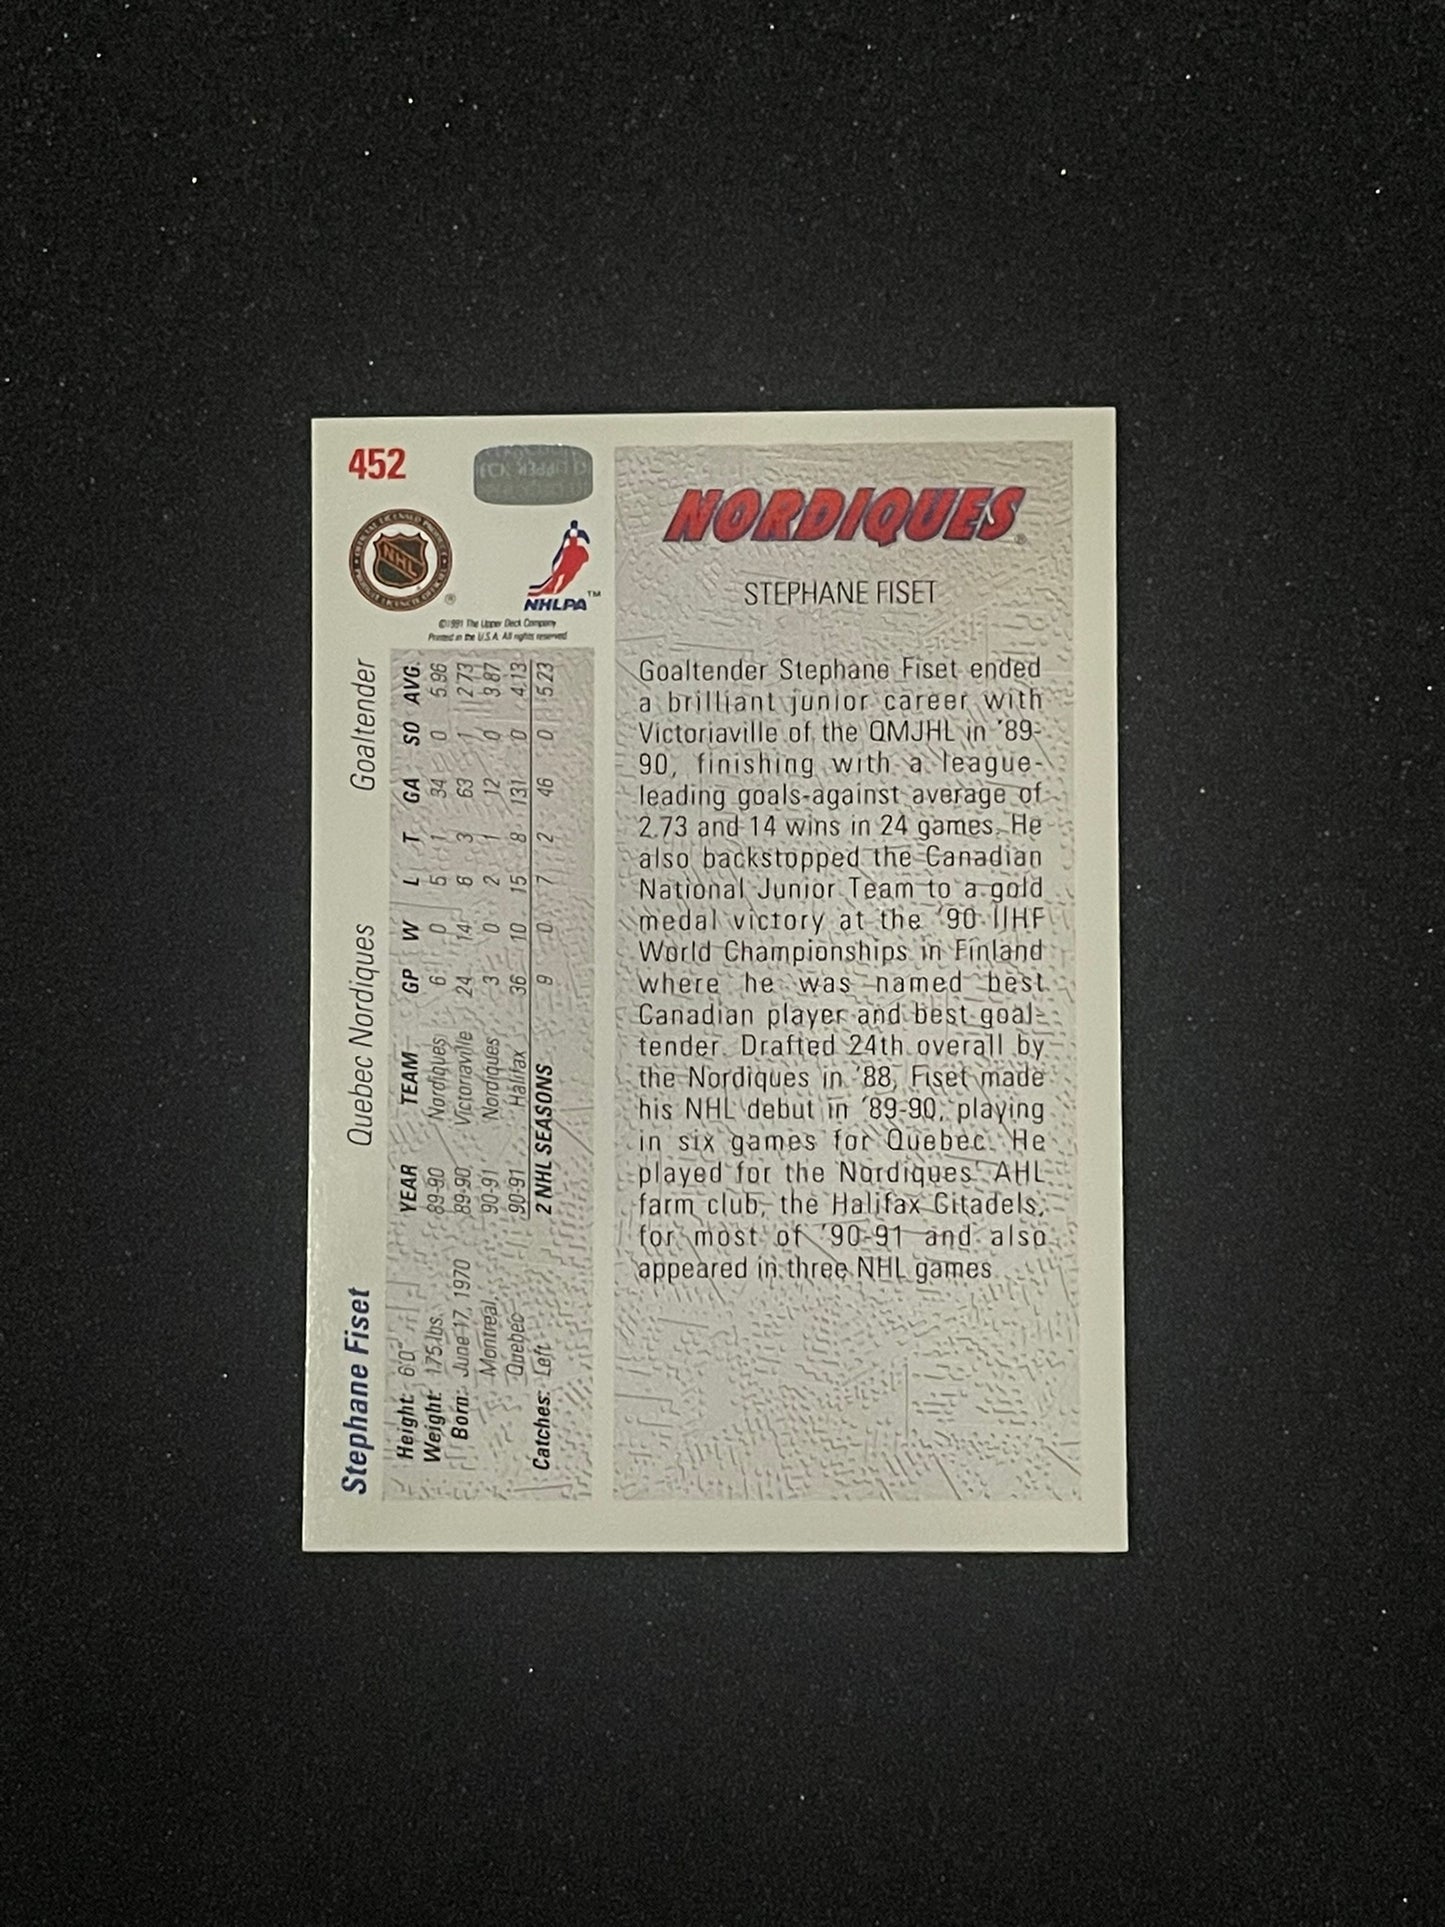 452
NHL
®
NHLPA™
©1991 The Upper Deck Company
Printed in the U.S.A. All rights reserved
NORDIQUES®
STEPHANE FISET
Goaltender Stephane Fiset ended
a brilliant junior career with
Victoriaville of the QMJHL in '89-
90, finishing with a league-
leading goals-against average of
2.73 and 14 wins in 24 games. He
also backstopped the Canadian
National Junior Team to a gold
medal victory at the '90 IIHF
World Championships in Finland
where he was named best
Canadian player and best goal-
tender. Drafted 24th overall by
the Nordiques in '88, Fiset made
his NHL debut in '89-90, playing
in six games for Quebec. He
played for the Nordiques' AHL
farm club, the Halifax Citadels,
for most of '90-91 and also
appeared in three NHL games.
Stephane Fiset Quebec Nordiques Goaltender
Height: 6'0"
Weight: 175 lbs.
Born: June 17, 1970
Montreal,
Quebec
Catches: Left
YEAR TEAM GP W L T GA SO AVG.
89-90 Nordiques 6 0 5 1 34 0 5.96
89-90 Victoriaville 24 14 8 3 63 1 2.73
90-91 Nordiques 3 0 2 1 12 0 3.87
90-91 Halifax 36 10 15 8 131 0 4.13
2 NHL SEASONS 9 0 7 2 46 0 5.23